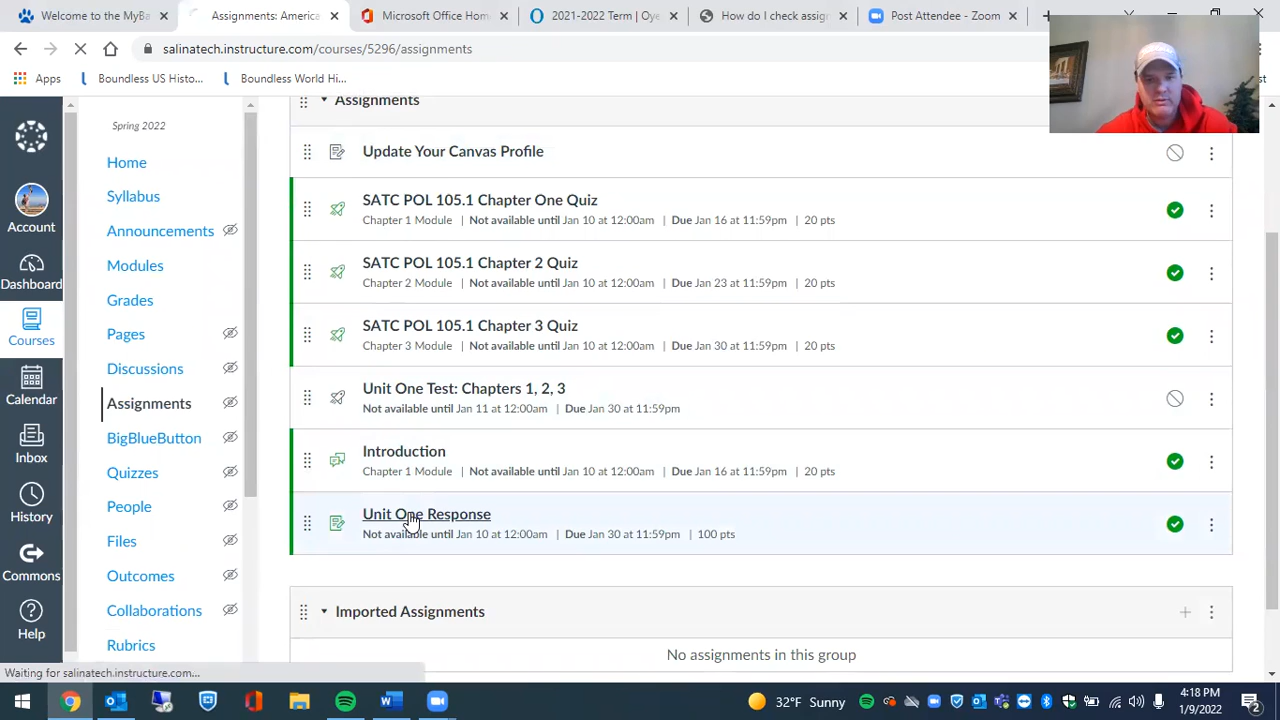 Welcome to the MyBa
Assignments: America
Microsoft Office Home
2021-2022 Term | Oye
How do I check assign
Post Attendee - Zoom
salinatech.instructure.com/courses/5296/assignments
Apps
Boundless US Histo...
Boundless World Hi...
Account
Dashboard
Courses
Calendar
Inbox
History
Commons
Help
Spring 2022
Home
Syllabus
Announcements
Modules
Grades
Pages
Discussions
Assignments
BigBlueButton
Quizzes
People
Files
Outcomes
Collaborations
Rubrics
Assignments
Update Your Canvas Profile
SATC POL 105.1 Chapter One Quiz
Chapter 1 Module | Not available until Jan 10 at 12:00am | Due Jan 16 at 11:59pm | 20 pts
SATC POL 105.1 Chapter 2 Quiz
Chapter 2 Module | Not available until Jan 10 at 12:00am | Due Jan 23 at 11:59pm | 20 pts
SATC POL 105.1 Chapter 3 Quiz
Chapter 3 Module | Not available until Jan 10 at 12:00am | Due Jan 30 at 11:59pm | 20 pts
Unit One Test: Chapters 1, 2, 3
Not available until Jan 11 at 12:00am | Due Jan 30 at 11:59pm
Introduction
Chapter 1 Module | Not available until Jan 10 at 12:00am | Due Jan 16 at 11:59pm | 20 pts
Unit One Response
Not available until Jan 10 at 12:00am | Due Jan 30 at 11:59pm | 100 pts
Imported Assignments
No assignments in this group
Waiting for salinatech.instructure.com...
32°F Sunny
4:18 PM
1/9/2022